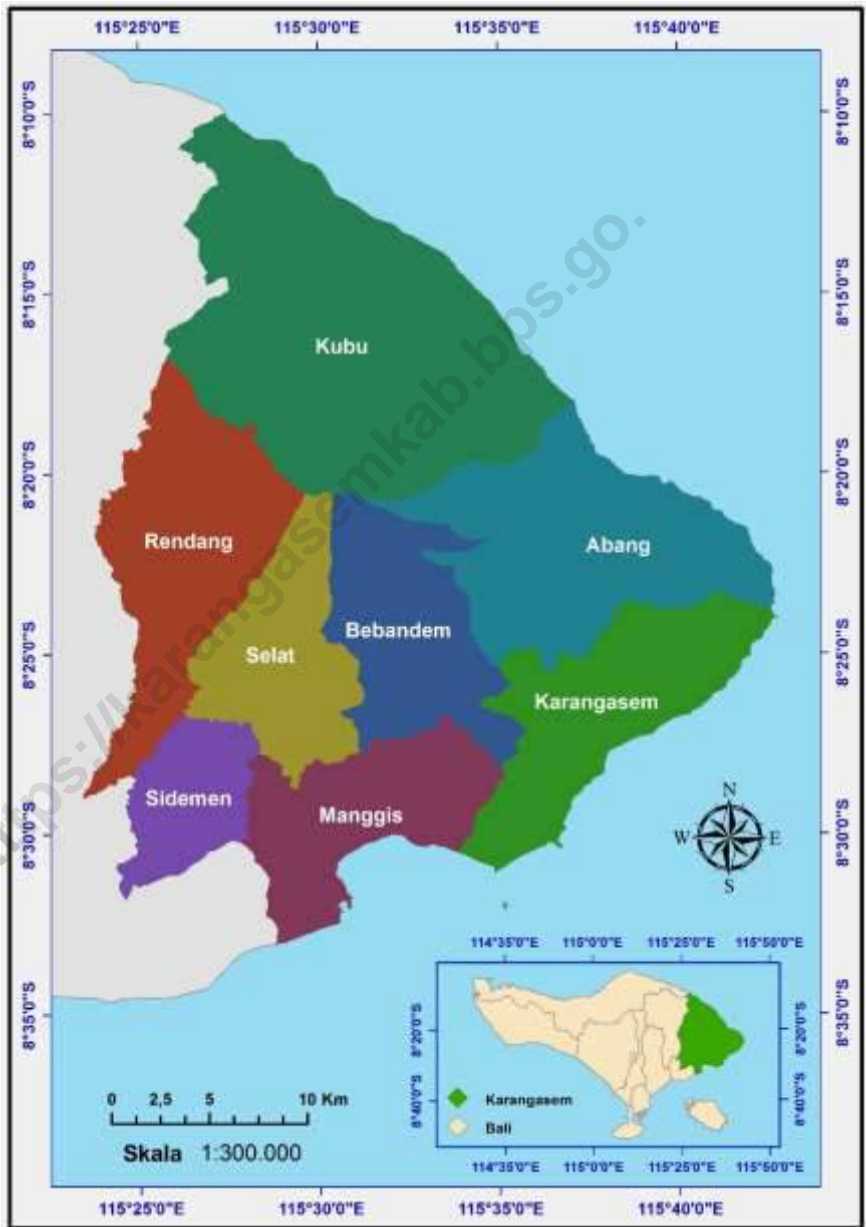 115°25'0"E 115°30'0"E 115°35'0"E 115°40'0"E
8°10'0"S 8°10'0"S
8°15'0"S 8°15'0"S
Kubu
8°20'0"S 8°20'0"S
Rendang
Abang
Bebandem
Selat
8°25'0"S 8°25'0"S
Karangasem
Sidemen
Manggis
8°30'0"S 8°30'0"S
N
W E
S
8°35'0"S 8°35'0"S
114°35'0"E 115°0'0"E 115°25'0"E 115°50'0"E
8°20'0"S 8°20'0"S
8°40'0"S 8°40'0"S
Karangasem
Bali
114°35'0"E 115°0'0"E 115°25'0"E 115°50'0"E
0 2,5 5 10 Km
Skala 1:300.000
115°25'0"E 115°30'0"E 115°35'0"E 115°40'0"E
https://karangasemkab.bps.go.